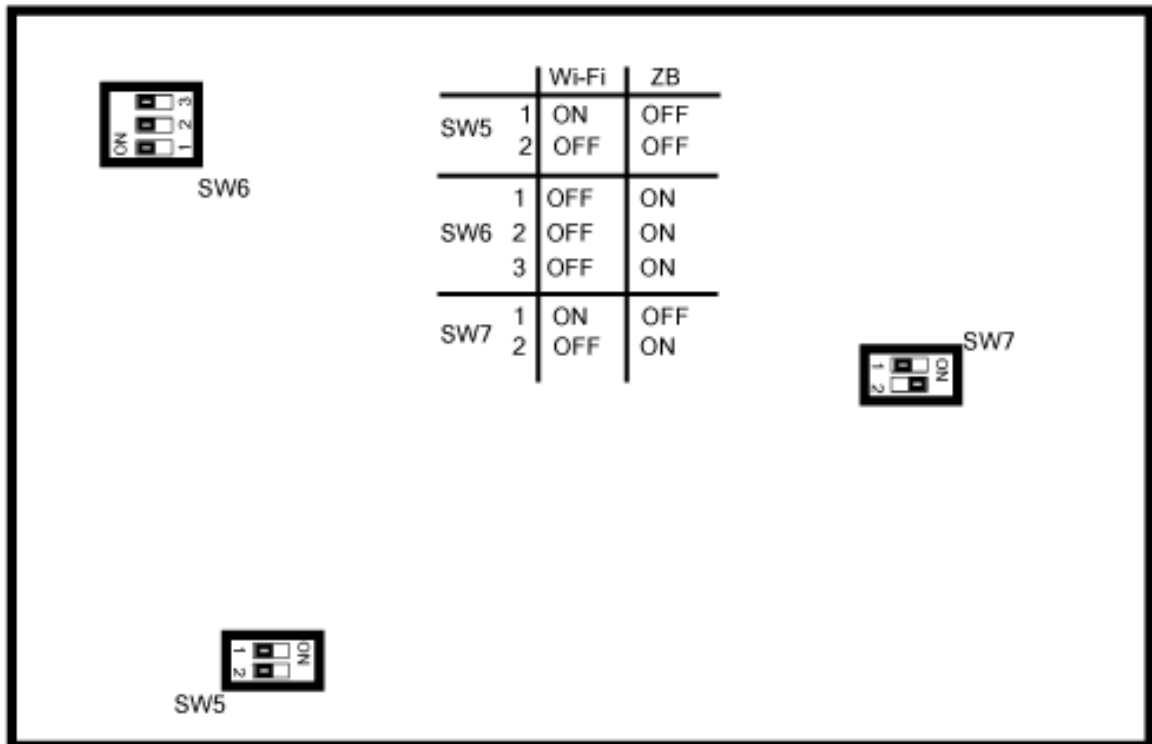 Wi-Fi ZB
SW5 1 ON OFF
2 OFF OFF
SW6 1 OFF ON
2 OFF ON
3 OFF ON
SW7 1 ON OFF
2 OFF ON
3
2
1
ON
SW6
SW7
1
2
ON
1
2
ON
SW5